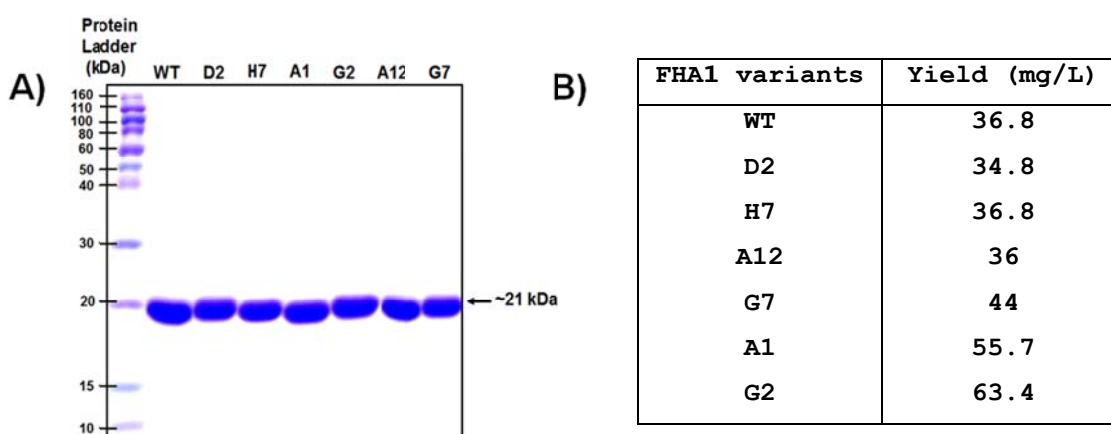 A)
Protein
Ladder
(kDa) WT D2 H7 A1 G2 A12 G7
160
110
100
80
60
50
40
30
20
15
10
~21 kDa
B)
FHA1 variants Yield (mg/L)
WT 36.8
D2 34.8
H7 36.8
A12 36
G7 44
A1 55.7
G2 63.4